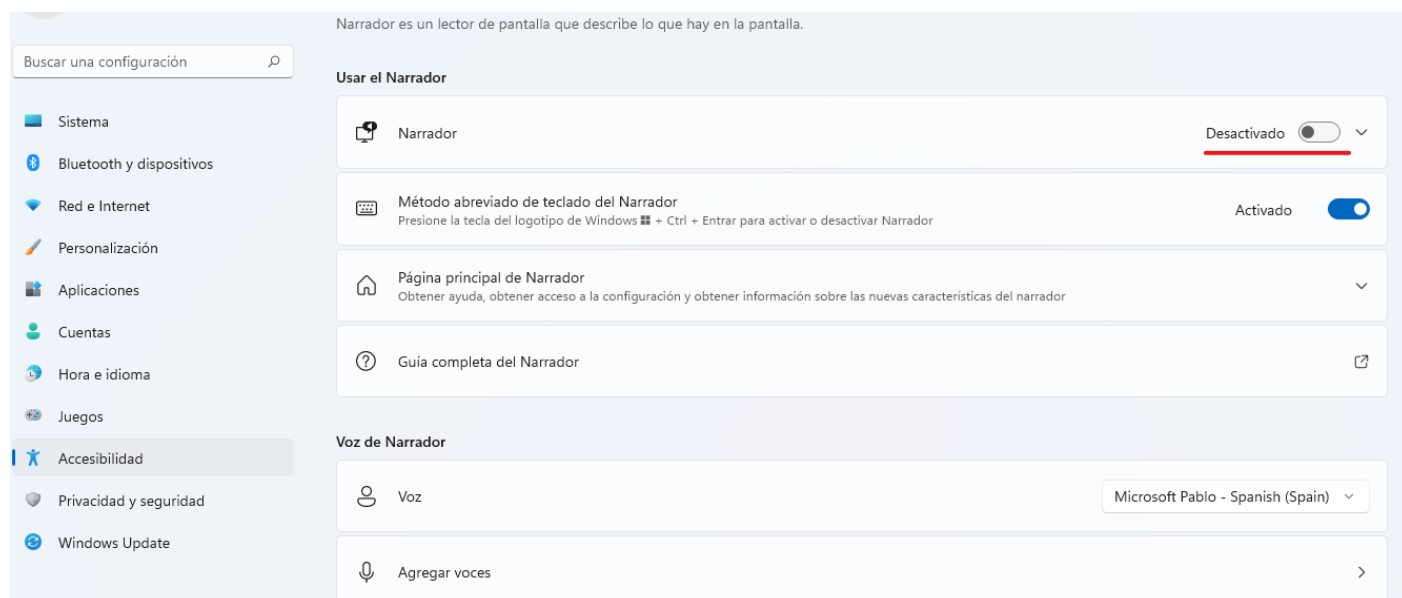 Narrador es un lector de pantalla que describe lo que hay en la pantalla.
Buscar una configuración
Sistema
Bluetooth y dispositivos
Red e Internet
Personalización
Aplicaciones
Cuentas
Hora e idioma
Juegos
Accesibilidad
Privacidad y seguridad
Windows Update
Usar el Narrador
Narrador
Desactivado
Método abreviado de teclado del Narrador
Presione la tecla del logotipo de Windows + Ctrl + Entrar para activar o desactivar Narrador
Activado
Página principal de Narrador
Obtener ayuda, obtener acceso a la configuración y obtener información sobre las nuevas características del narrador
Guía completa del Narrador
Voz de Narrador
Voz
Microsoft Pablo - Spanish (Spain)
Agregar voces